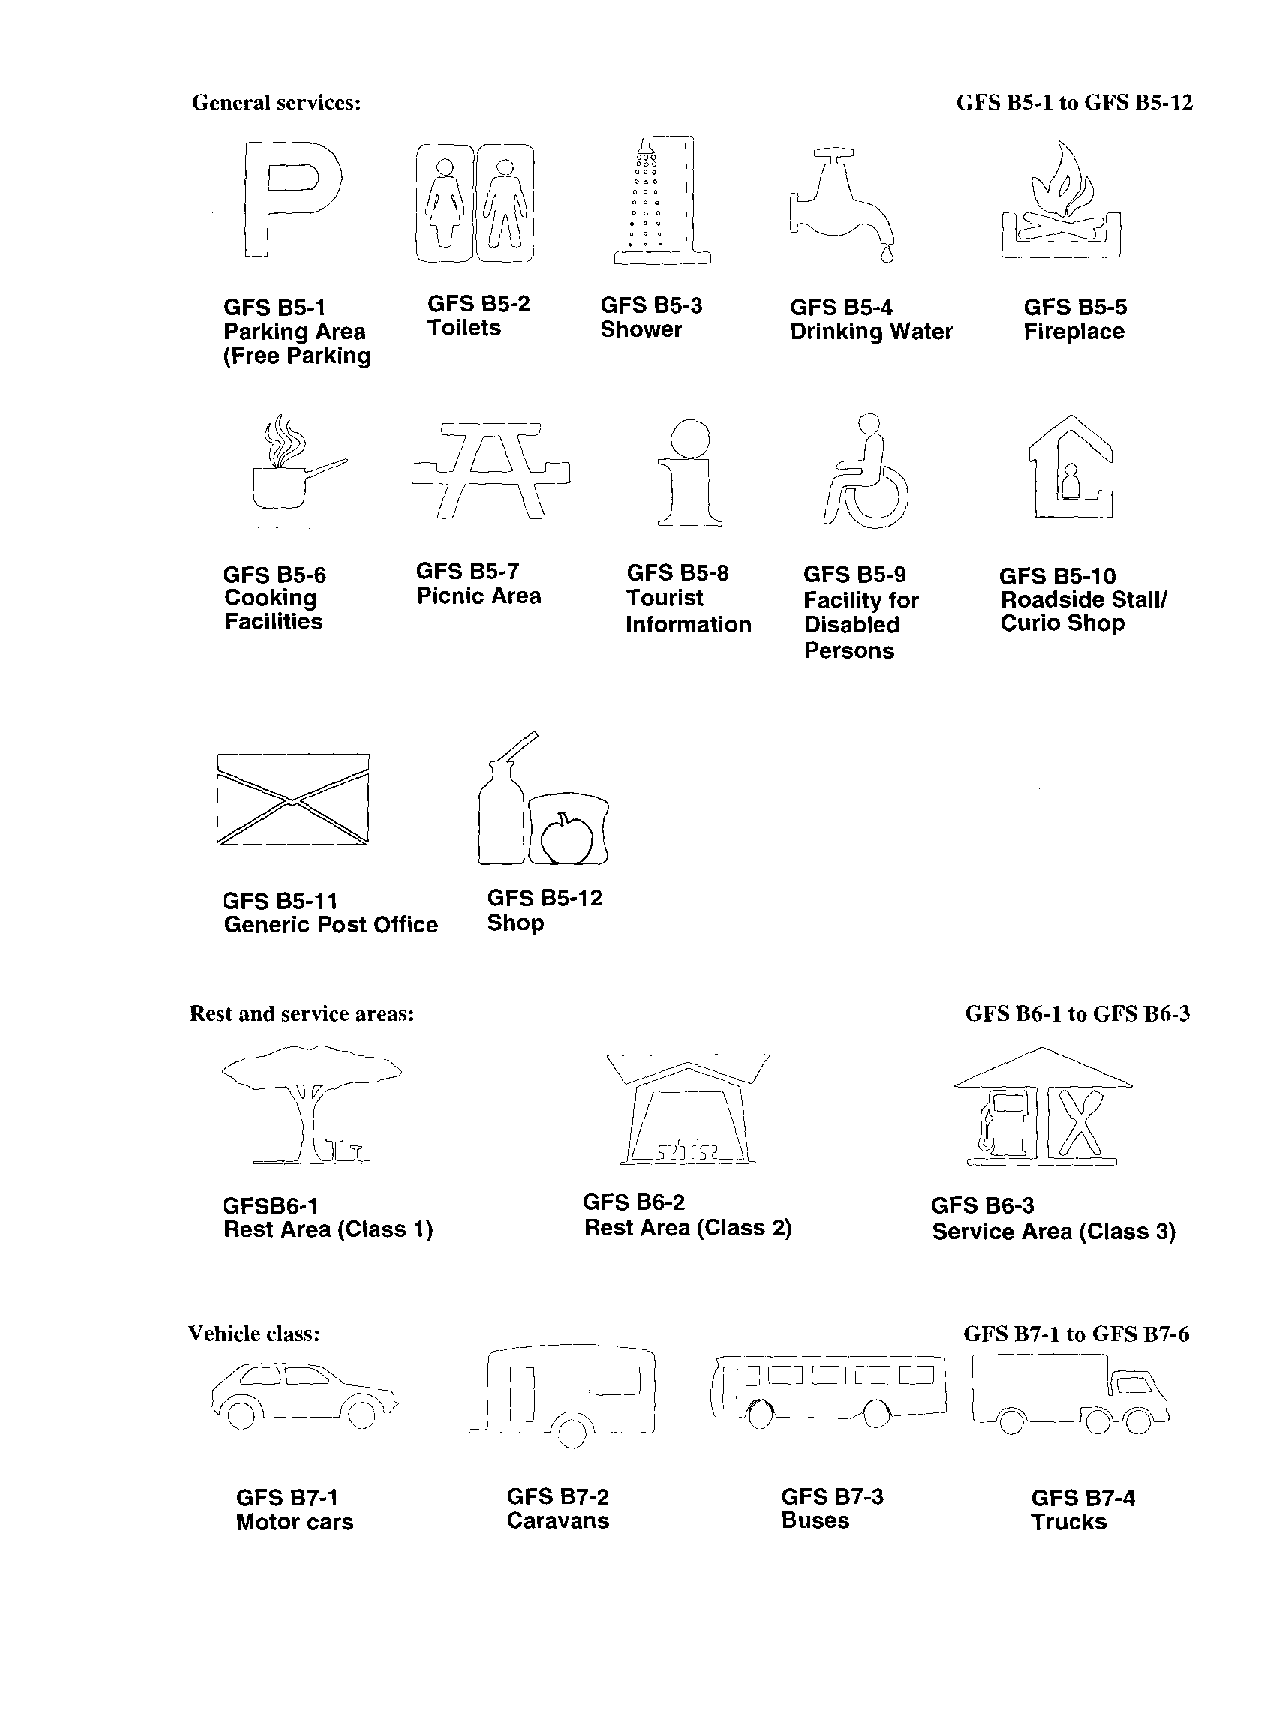 General services: GFS B5-1 to GFS B5-12
GFS B5-1
Parking Area
(Free Parking
GFS B5-2
Toilets
GFS B5-3
Shower
GFS B5-4
Drinking Water
GFS B5-5
Fireplace
GFS B5-6
Cooking
Facilities
GFS B5-7
Picnic Area
GFS B5-8
Tourist
Information
GFS B5-9
Facility for
Disabled
Persons
GFS B5-10
Roadside Stall/
Curio Shop
GFS B5-11
Generic Post Office
GFS B5-12
Shop
Rest and service areas: GFS B6-1 to GFS B6-3
GFSB6-1
Rest Area (Class 1)
GFS B6-2
Rest Area (Class 2)
GFS B6-3
Service Area (Class 3)
Vehicle class: GFS B7-1 to GFS B7-6
GFS B7-1
Motor cars
GFS B7-2
Caravans
GFS B7-3
Buses
GFS B7-4
Trucks